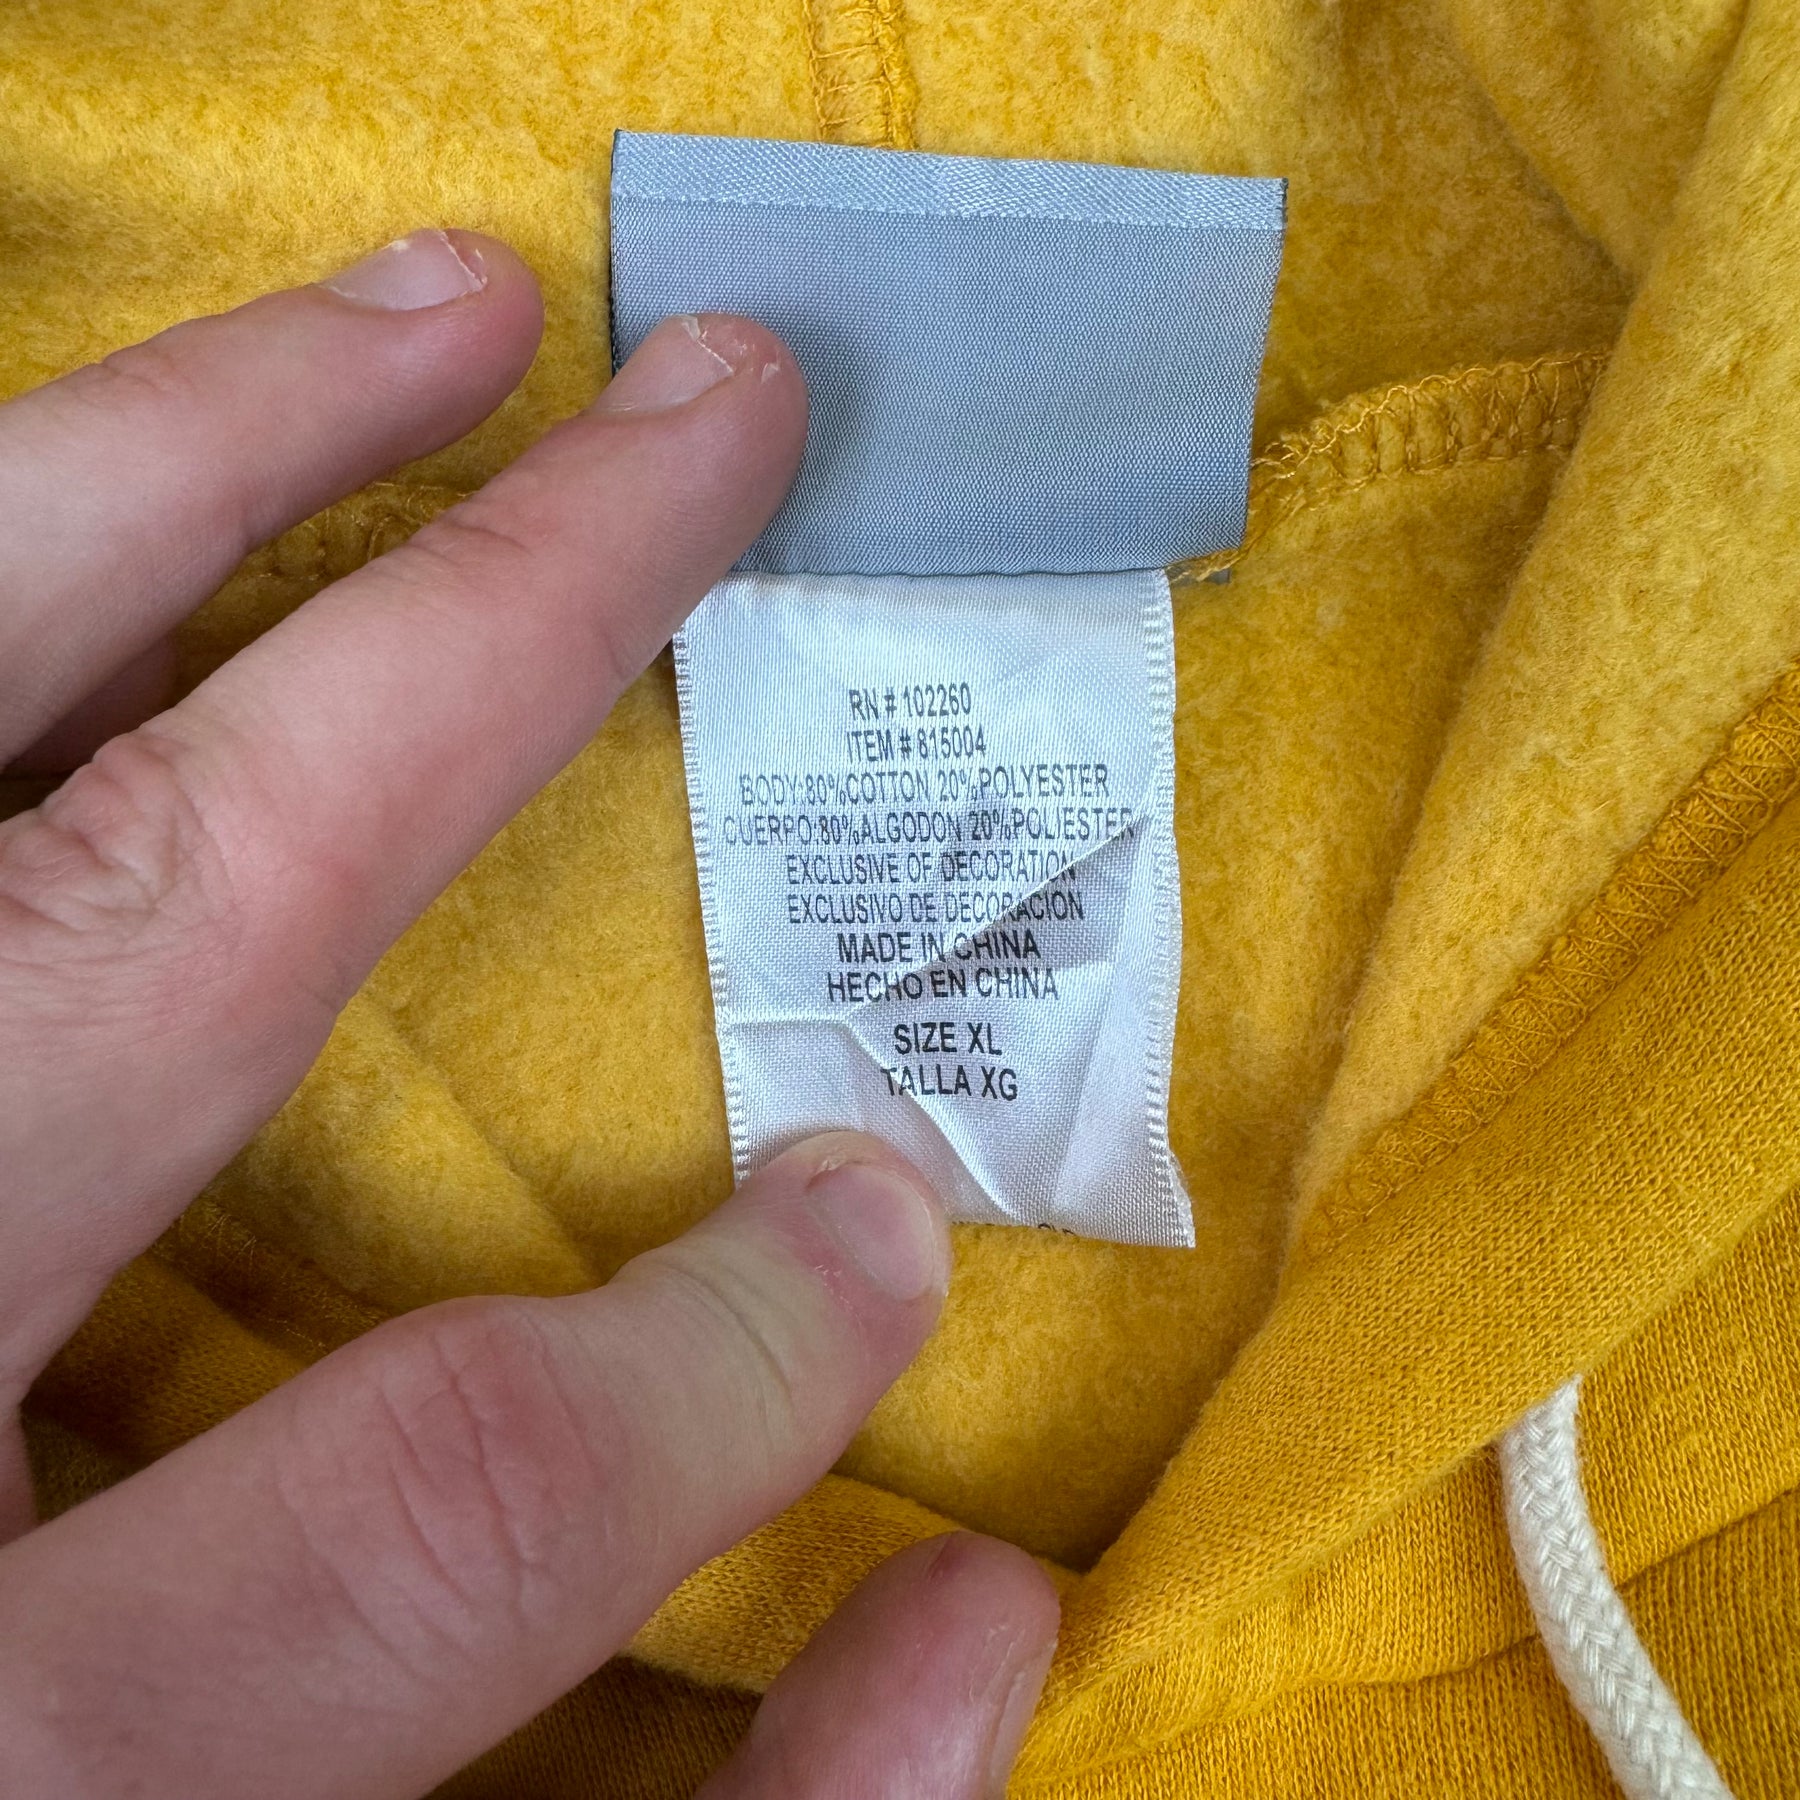 RN # 102260
ITEM # 815004
BODY:80%COTTON 20%POLYESTER
CUERPO:80%ALGODON 20%POLIESTER
EXCLUSIVE OF DECORATION
EXCLUSIVO DE DECORACION
MADE IN CHINA
HECHO EN CHINA
SIZE XL
TALLA XG